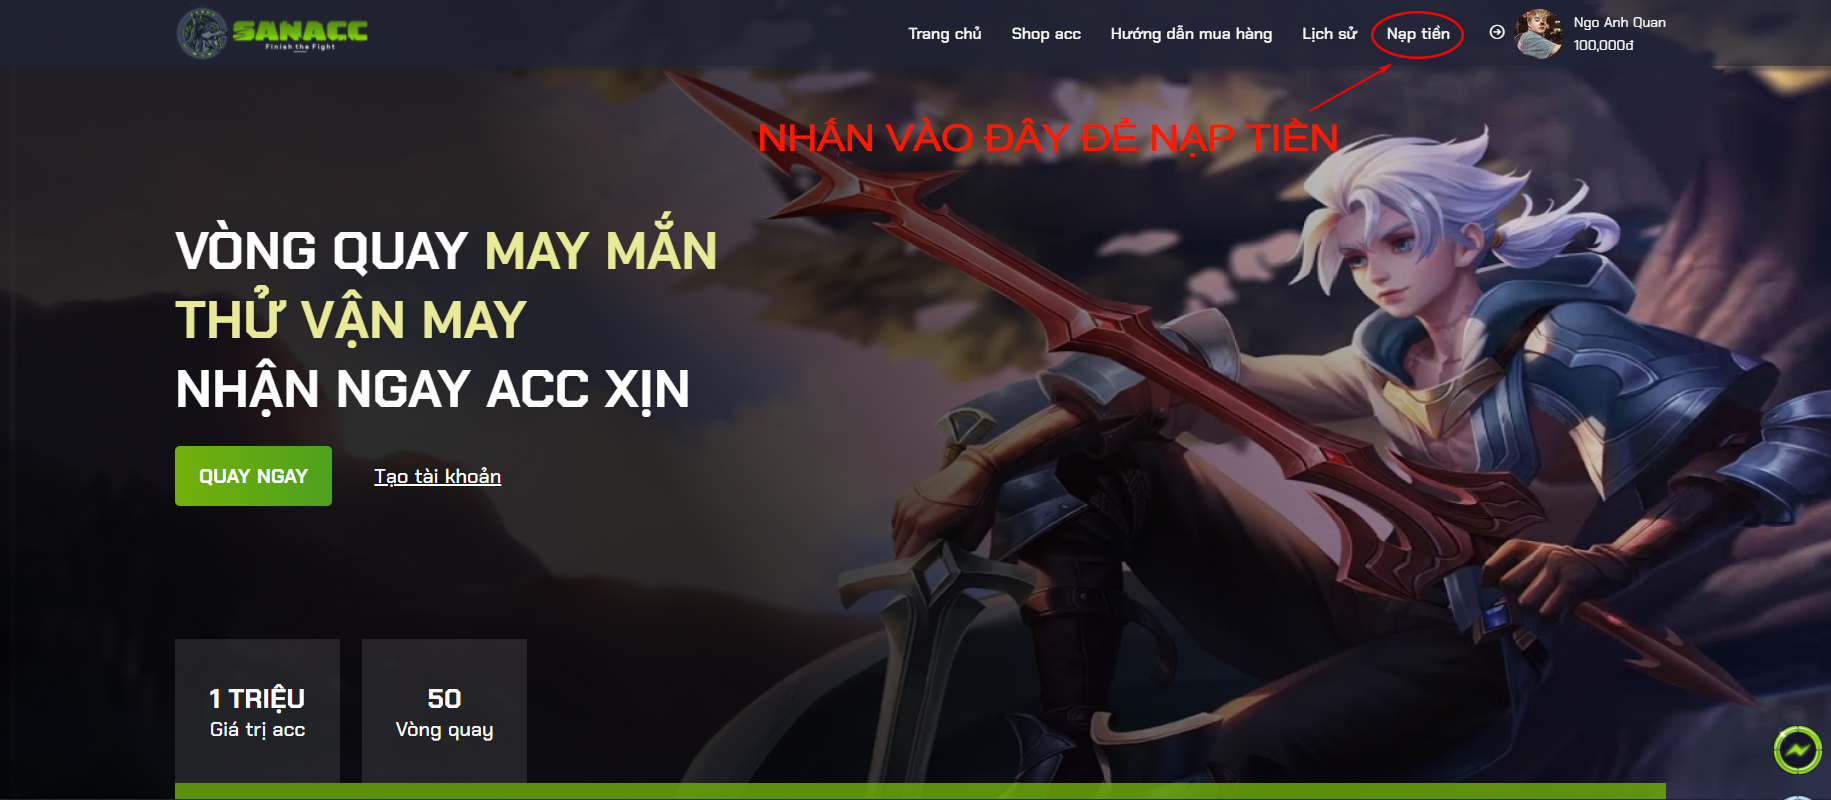 SANACC
Finish the Fight
Trang chủ
Shop acc
Hướng dẫn mua hàng
Lịch sử
Nạp tiền
Ngo Anh Quan
100,000đ
NHẤN VÀO ĐÂY ĐỂ NẠP TIỀN
VÒNG QUAY MAY MẮN
THỬ VẬN MAY
NHẬN NGAY ACC XỊN
QUAY NGAY
Tạo tài khoản
1 TRIỆU
Giá trị acc
50
Vòng quay